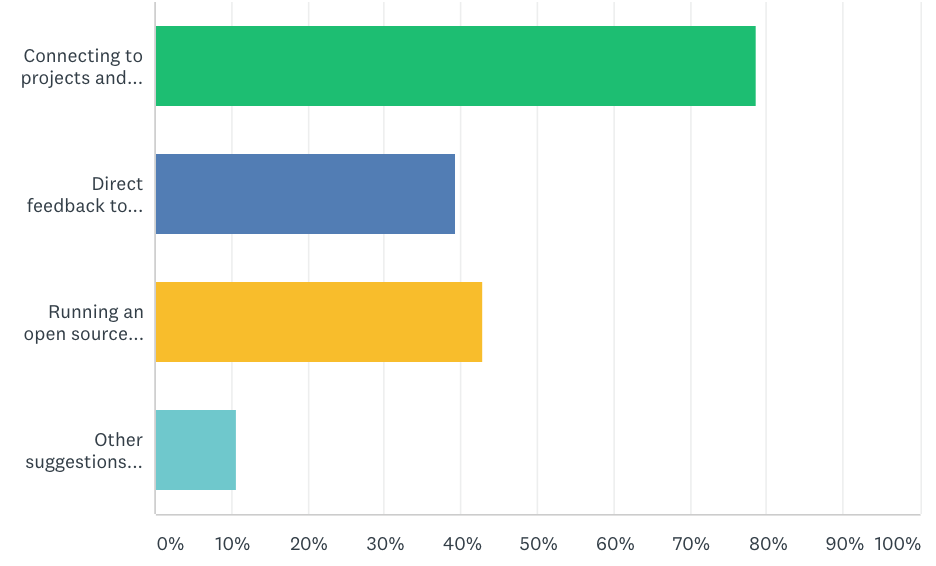 Connecting to
projects and...
Direct
feedback to...
Running an
open source...
Other
suggestions...
0% 10% 20% 30% 40% 50% 60% 70% 80% 90% 100%